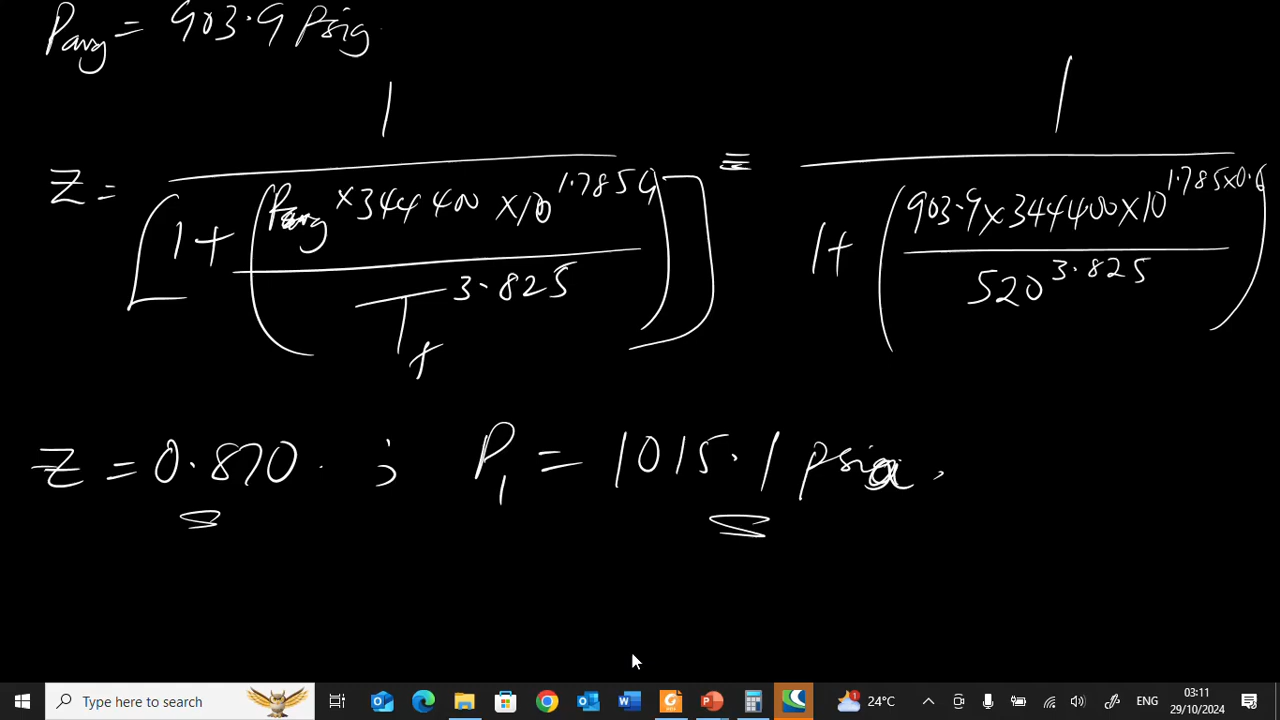 Pavg = 903.9 Psig
Z = 1 / [1 + (Pavg × 344400 × 10^1.785G / Tf^3.825)] = 1 / 1 + (903.9 × 344400 × 10^1.785×0.6 / 520^3.825)
Z = 0.870 ; P1 = 1015.1 psia.
Type here to search
24°C
ENG
03:11
29/10/2024